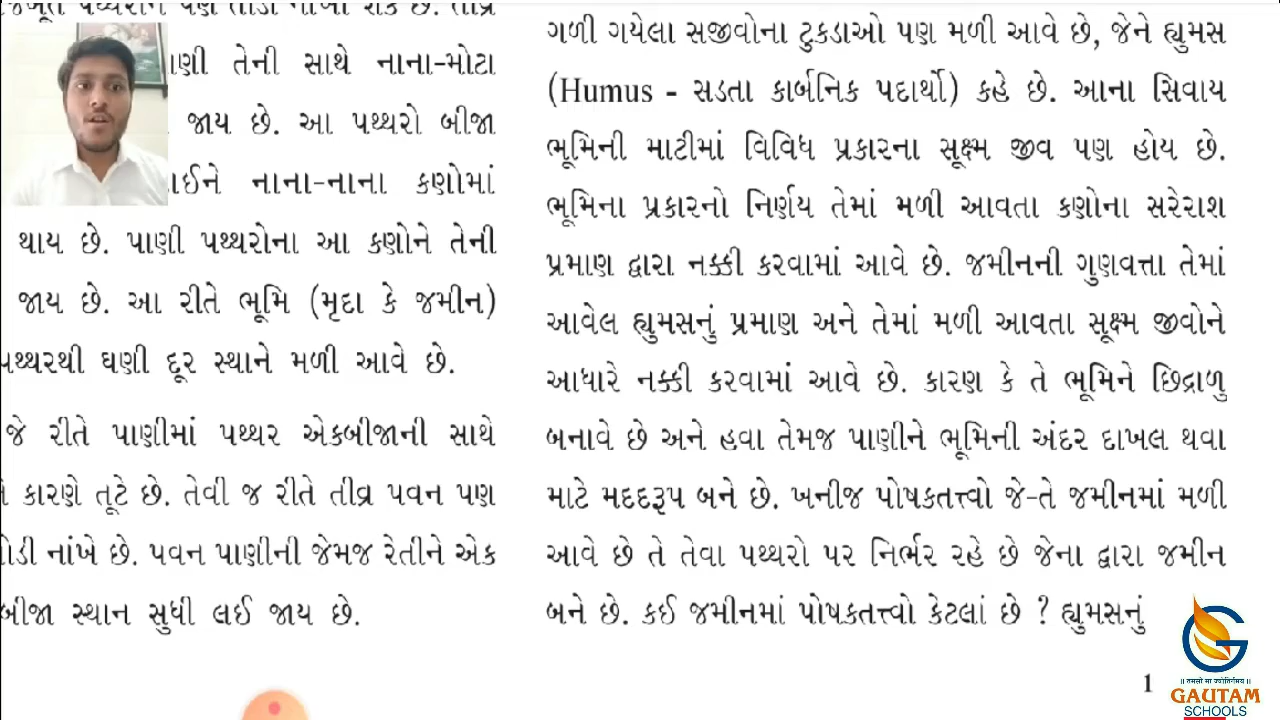 પણ
તેની સાથે નાના-મોટા
જાય છે. આ પથ્થરો બીજા
નાના-નાના કણોમાં
થાય છે. પાણી પથ્થરોના આ કણોને તેની
જાય છે. આ રીતે ભૂમિ (મૃદા કે જમીન)
પથ્થરથી ઘણી દૂર સ્થાને મળી આવે છે.
જે રીતે પાણીમાં પથ્થર એકબીજાની સાથે
કારણે તૂટે છે. તેવી જ રીતે તીવ્ર પવન પણ
નાંખે છે. પવન પાણીની જેમજ રેતીને એક
બીજા સ્થાન સુધી લઈ જાય છે.
ગળી ગયેલા સજીવોના ટુકડાઓ પણ મળી આવે છે, જેને હ્યુમસ
(Humus - સડતા કાર્બનિક પદાર્થો) કહે છે. આના સિવાય
ભૂમિની માટીમાં વિવિધ પ્રકારના સૂક્ષ્મ જીવ પણ હોય છે.
ભૂમિના પ્રકારનો નિર્ણય તેમાં મળી આવતા કણોના સરેરાશ
પ્રમાણ દ્વારા નક્કી કરવામાં આવે છે. જમીનની ગુણવત્તા તેમાં
આવેલ હ્યુમસનું પ્રમાણ અને તેમાં મળી આવતા સૂક્ષ્મ જીવોને
આધારે નક્કી કરવામાં આવે છે. કારણ કે તે ભૂમિને છિદ્રાળુ
બનાવે છે અને હવા તેમજ પાણીને ભૂમિની અંદર દાખલ થવા
માટે મદદરૂપ બને છે. ખનીજ પોષકતત્ત્વો જે-તે જમીનમાં મળી
આવે છે તે તેવા પથ્થરો પર નિર્ભર રહે છે જેના દ્વારા જમીન
બને છે. કઈ જમીનમાં પોષકતત્ત્વો કેટલાં છે ? હ્યુમસનું
1
|| तमसो मा ज्योतिर्गमय ||
GAUTAM
SCHOOLS